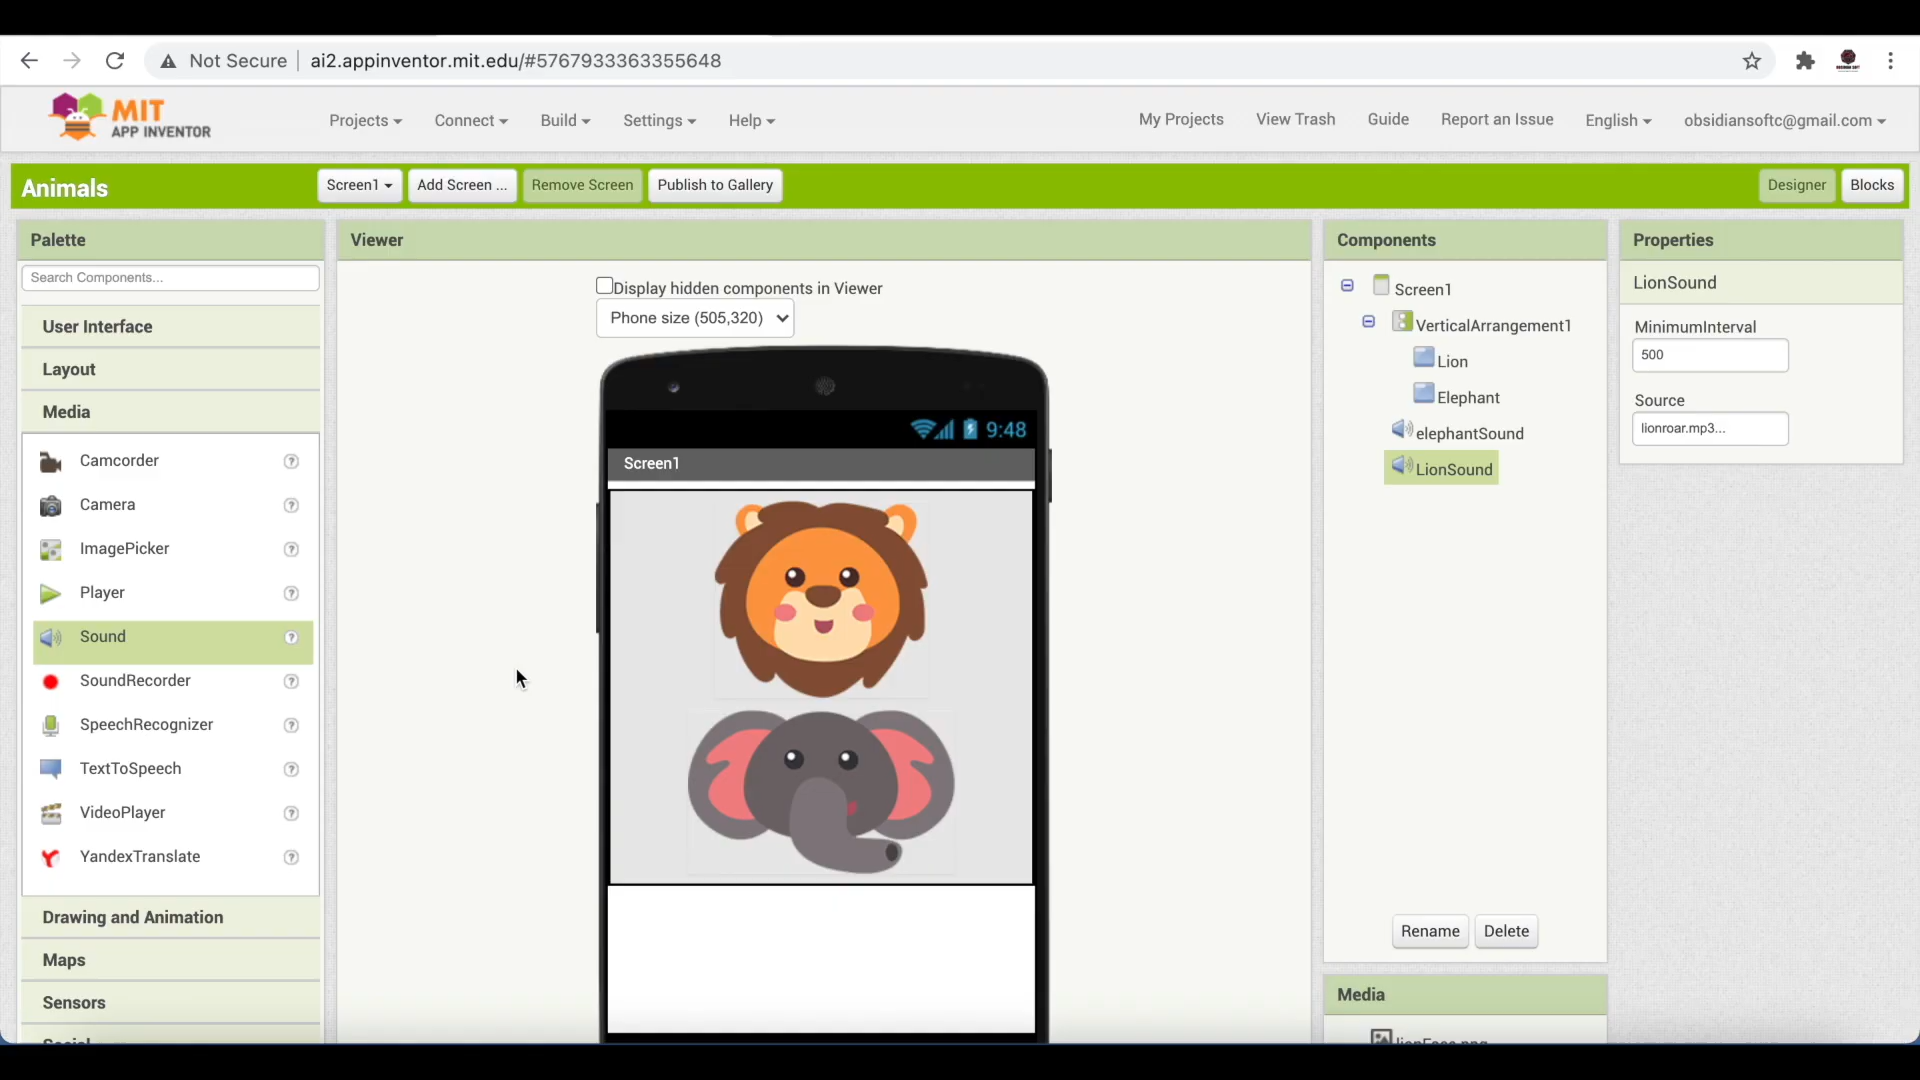 Not Secure | ai2.appinventor.mit.edu/#5767933363355648
MIT
APP INVENTOR
Projects Connect Build Settings Help My Projects View Trash Guide Report an Issue English obsidiansoftc@gmail.com
Animals Screen1 Add Screen ... Remove Screen Publish to Gallery Designer Blocks
Palette
Search Components...
User Interface
Layout
Media
Camcorder ?
Camera ?
ImagePicker ?
Player ?
Sound ?
SoundRecorder ?
SpeechRecognizer ?
TextToSpeech ?
VideoPlayer ?
YandexTranslate ?
Drawing and Animation
Maps
Sensors
Social
Viewer
Display hidden components in Viewer
Phone size (505,320)
9:48
Screen1
Components
Screen1
VerticalArrangement1
Lion
Elephant
elephantSound
LionSound
Rename Delete
Media
lionFace.png
Properties
LionSound
MinimumInterval
500
Source
lionroar.mp3...